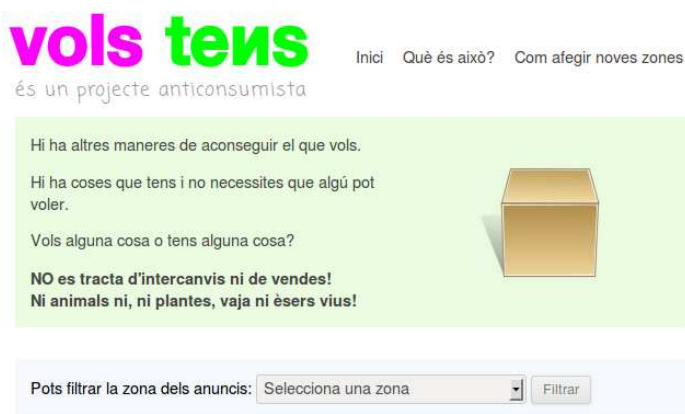 vols tens
Inici Què és això? Com afegir noves zones
és un projecte anticonsumista
Hi ha altres maneres de aconseguir el que vols.
Hi ha coses que tens i no necessites que algú pot
voler.
Vols alguna cosa o tens alguna cosa?
NO es tracta d'intercanvis ni de vendes!
Ni animals ni, ni plantes, vaja ni èsers vius!
Pots filtrar la zona dels anuncis: Selecciona una zona Filtrar